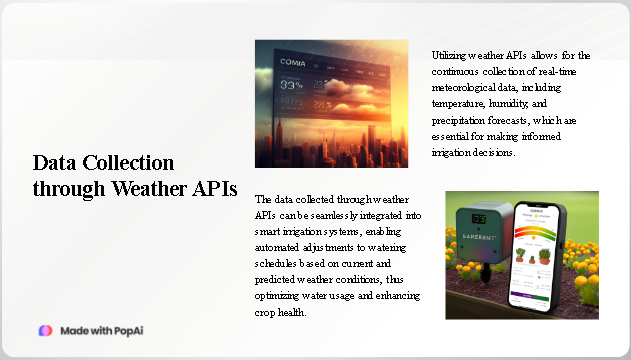 Data Collection
through Weather APIs
COMIA
33%
Utilizing weather APIs allows for the
continuous collection of real-time
meteorological data, including
temperature, humidity, and
precipitation forecasts, which are
essential for making informed
irrigation decisions.
The data collected through weather
APIs can be seamlessly integrated into
smart irrigation systems, enabling
automated adjustments to watering
schedules based on current and
predicted weather conditions, thus
optimizing water usage and enhancing
crop health.
Made with PopAi